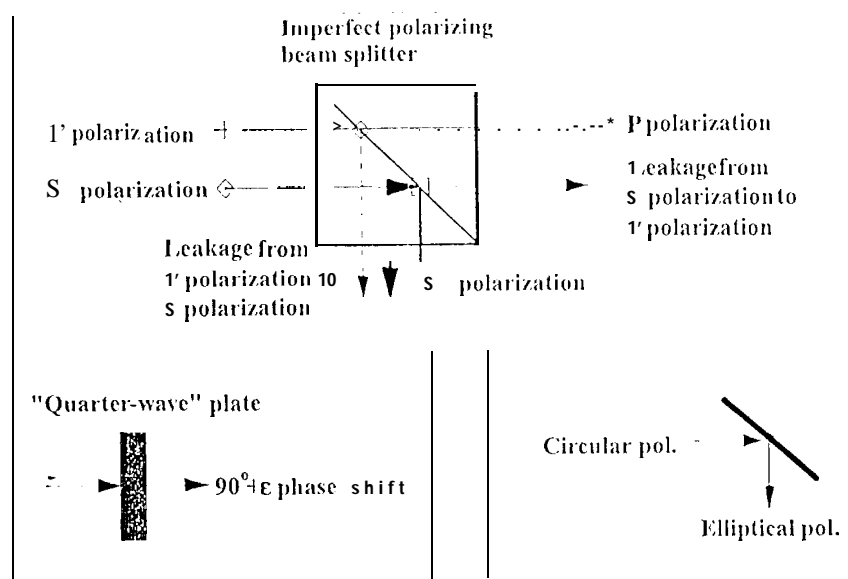 Imperfect polarizing
beam splitter
1' polarization
P polarization
S polarization
1.eakage from
S polarization to
1' polarization
Leakage from
1' polarization 10
S polarization
S polarization
"Quarter-wave" plate
90°+ε phase shift
Circular pol.
Elliptical pol.